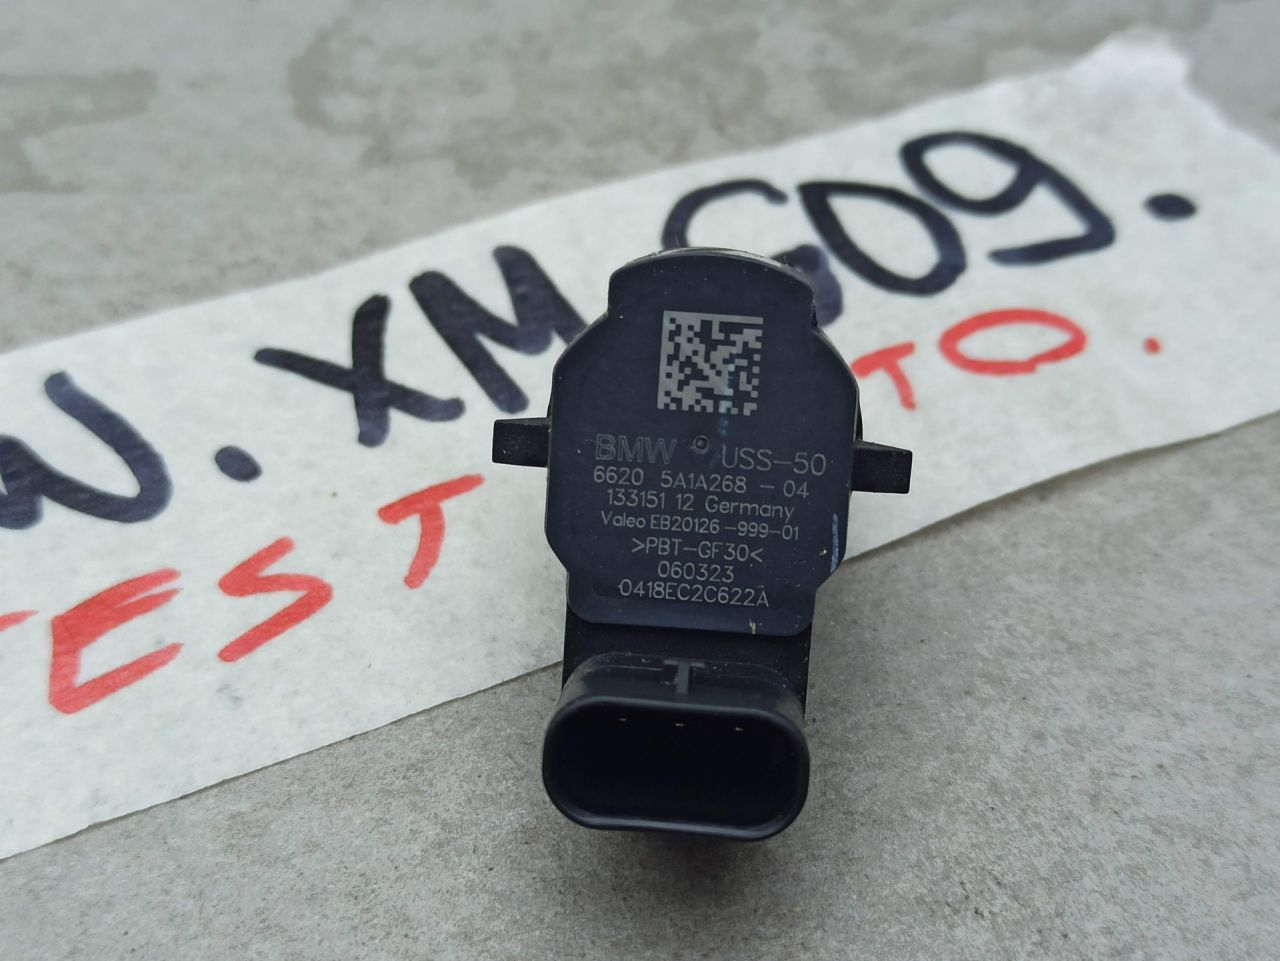 W. XM G09.
EST TO.
BMW USS-50
6620 5A1A268 - 04
133151 12 Germany
Valeo EB20126-999-01
>PBT-GF30<
060323
0418EC2C622A